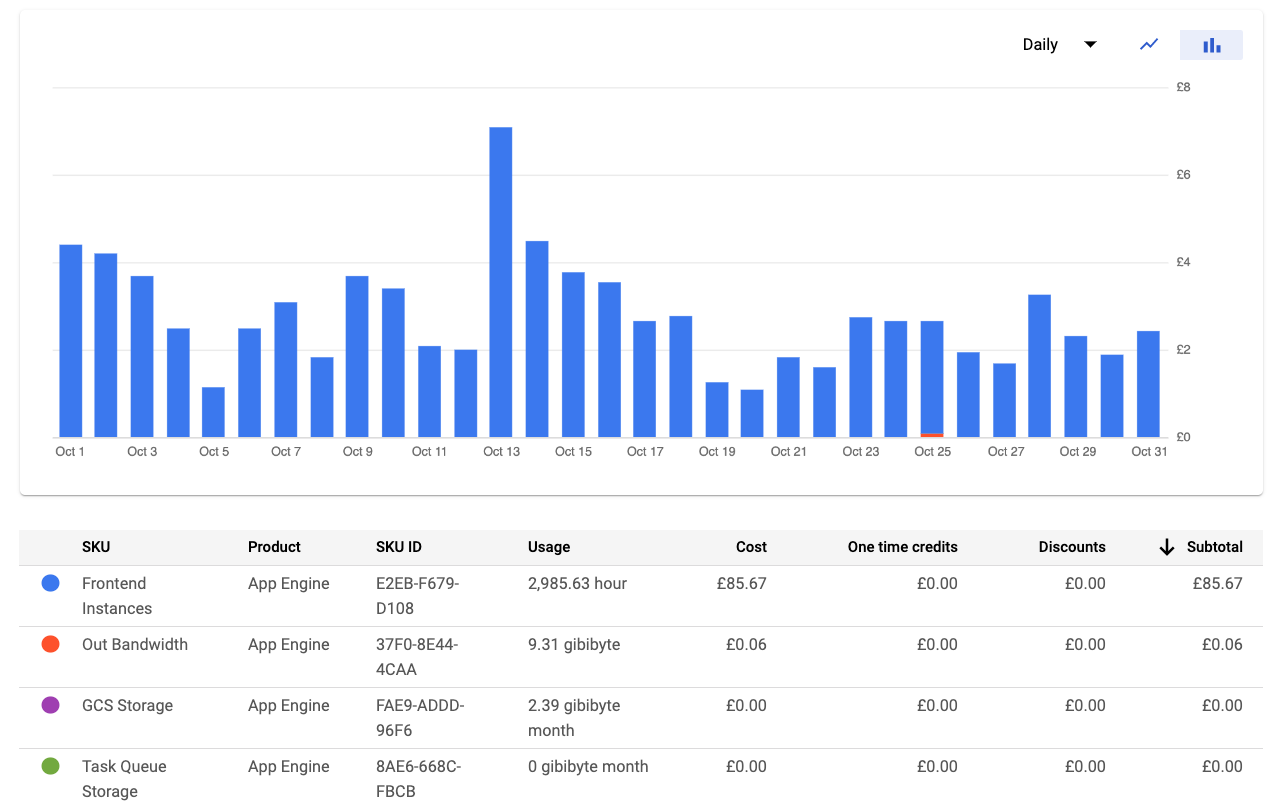 Daily
£8
£6
£4
£2
£0
Oct 1 Oct 3 Oct 5 Oct 7 Oct 9 Oct 11 Oct 13 Oct 15 Oct 17 Oct 19 Oct 21 Oct 23 Oct 25 Oct 27 Oct 29 Oct 31
SKU Product SKU ID Usage Cost One time credits Discounts Subtotal
Frontend App Engine E2EB-F679- 2,985.63 hour £85.67 £0.00 £0.00 £85.67
Instances D108
Out Bandwidth App Engine 37F0-8E44- 9.31 gibibyte £0.06 £0.00 £0.00 £0.06
4CAA
GCS Storage App Engine FAE9-ADDD- 2.39 gibibyte £0.00 £0.00 £0.00 £0.00
96F6 month
Task Queue App Engine 8AE6-668C- 0 gibibyte month £0.00 £0.00 £0.00 £0.00
Storage FBCB